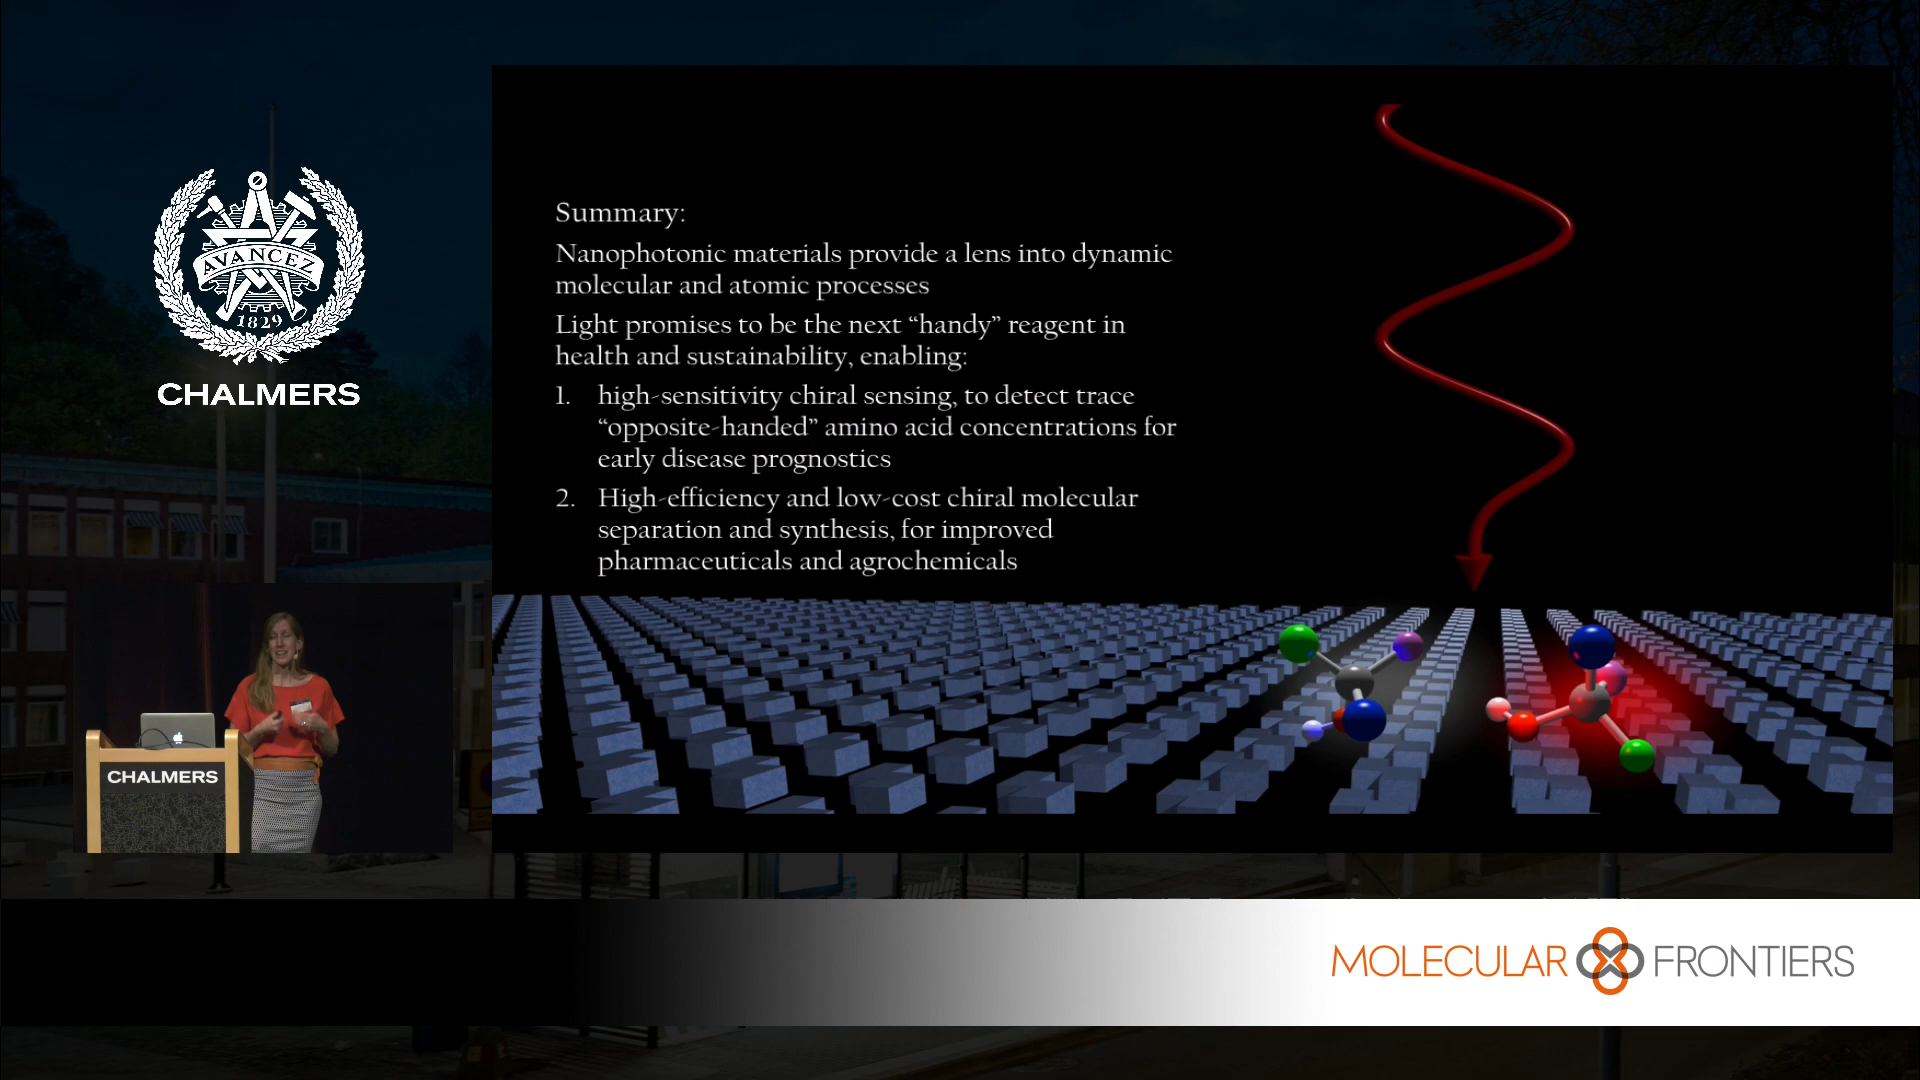 AVANCEZ
1829
CHALMERS
Summary:
Nanophotonic materials provide a lens into dynamic
molecular and atomic processes
Light promises to be the next “handy” reagent in
health and sustainability, enabling:
1. high-sensitivity chiral sensing, to detect trace
“opposite-handed” amino acid concentrations for
early disease prognostics
2. High-efficiency and low-cost chiral molecular
separation and synthesis, for improved
pharmaceuticals and agrochemicals
CHALMERS
MOLECULAR FRONTIERS